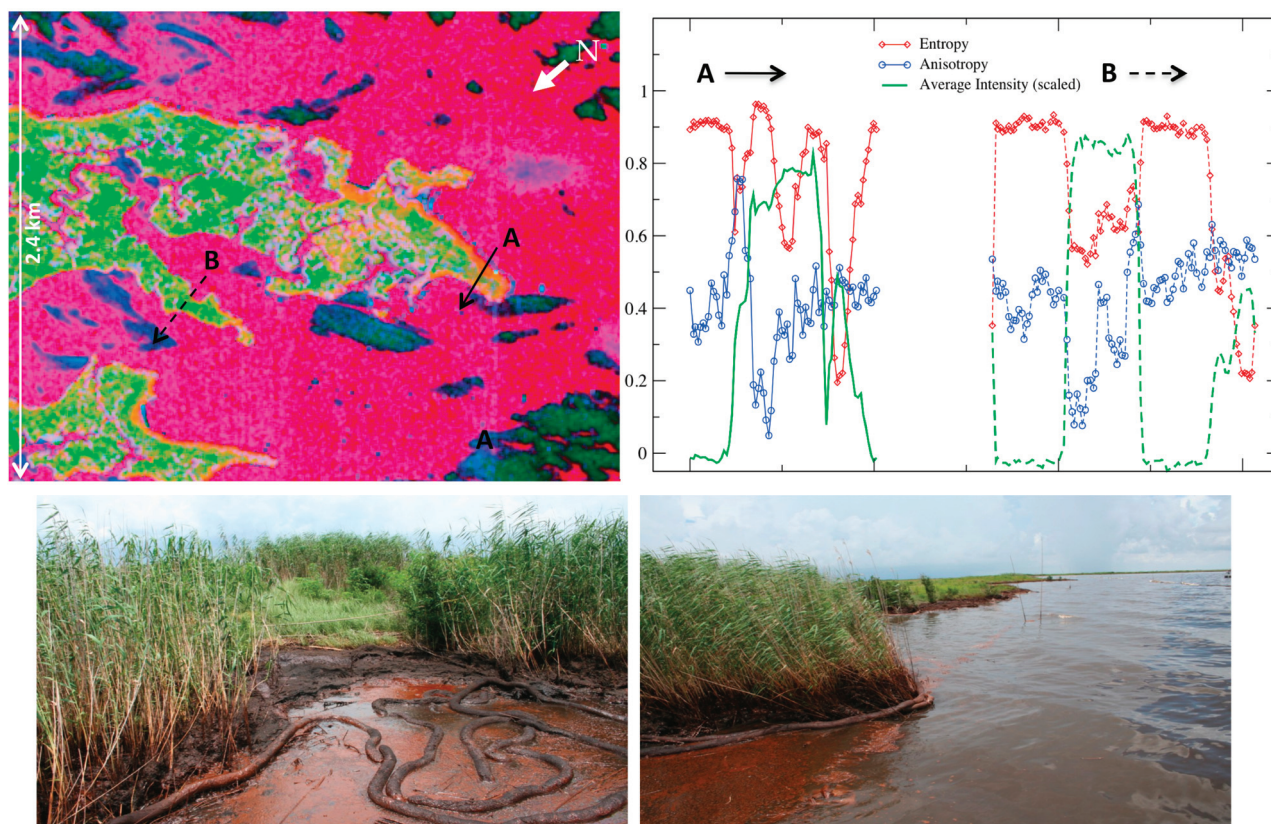 2.4 km
N
B
A
A
Entropy
Anisotropy
Average Intensity (scaled)
A
B
1
0.8
0.6
0.4
0.2
0